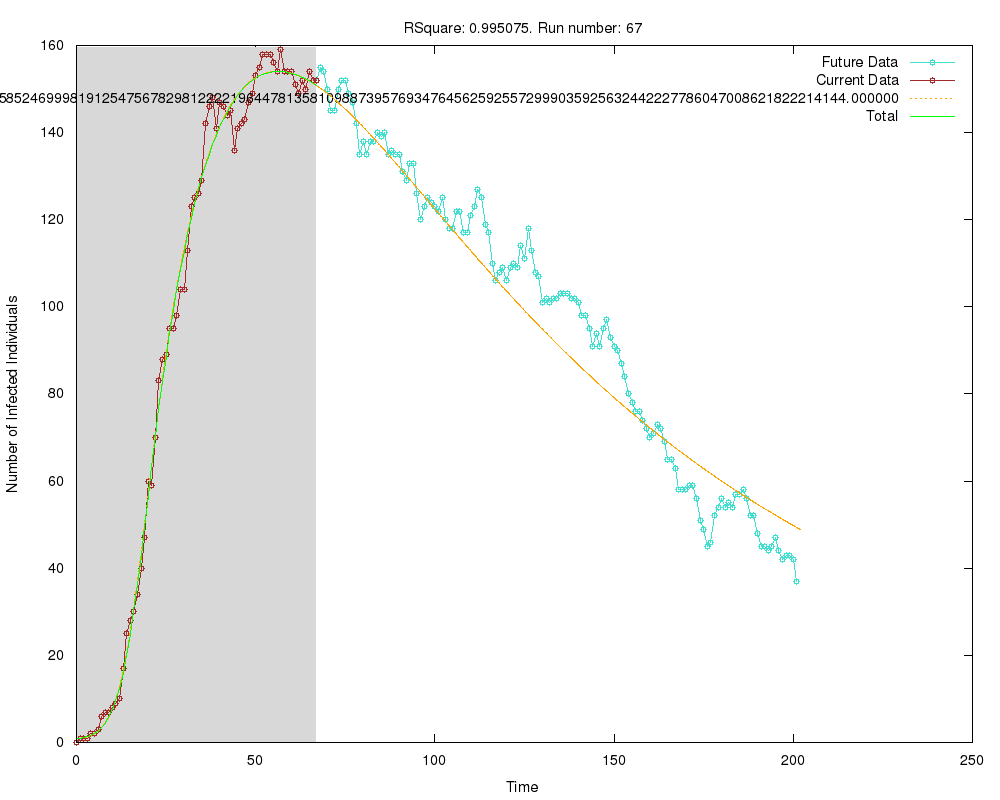 RSquare: 0.995075. Run number: 67
160
140
120
100
80
60
40
20
0
Number of Infected Individuals
Future Data
Current Data
Total
0
50
100
150
200
250
Time